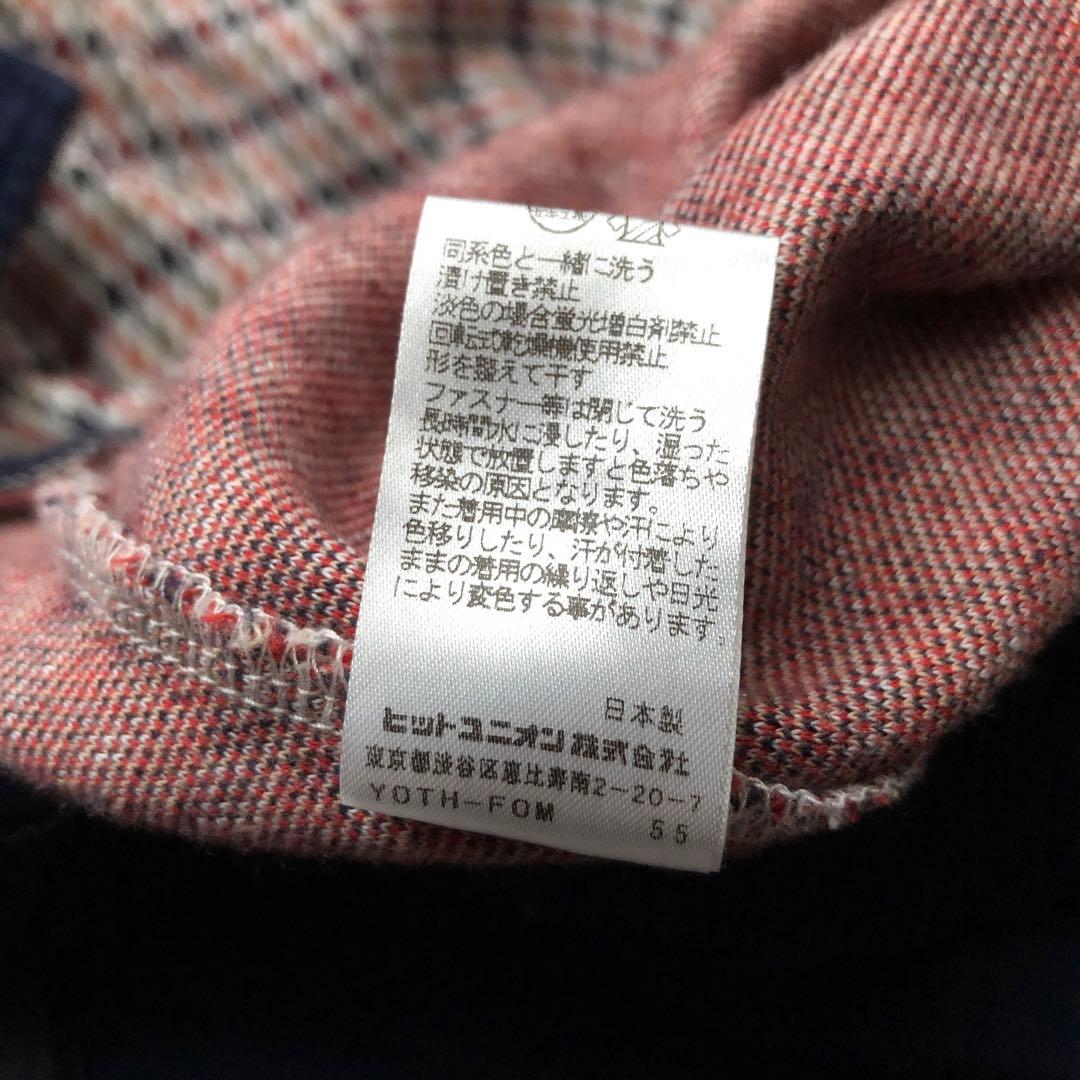 同系色と一緒に洗う
漬け置き禁止
淡色の場合蛍光増白剤禁止
回転式乾燥機使用禁止
形を整えて干す
ファスナー等は閉じて洗う
長時間水に浸したり、湿った
状態で放置しますと色落ちや
移染の原因となります。
また着用中の摩擦や汗により
色移りしたり、汗が付着した
ままの着用の繰り返しや日光
により変色する事があります。
日本製
ヒットユニオン株式会社
東京都渋谷区恵比寿南2-20-7
YOTH-FOM 55